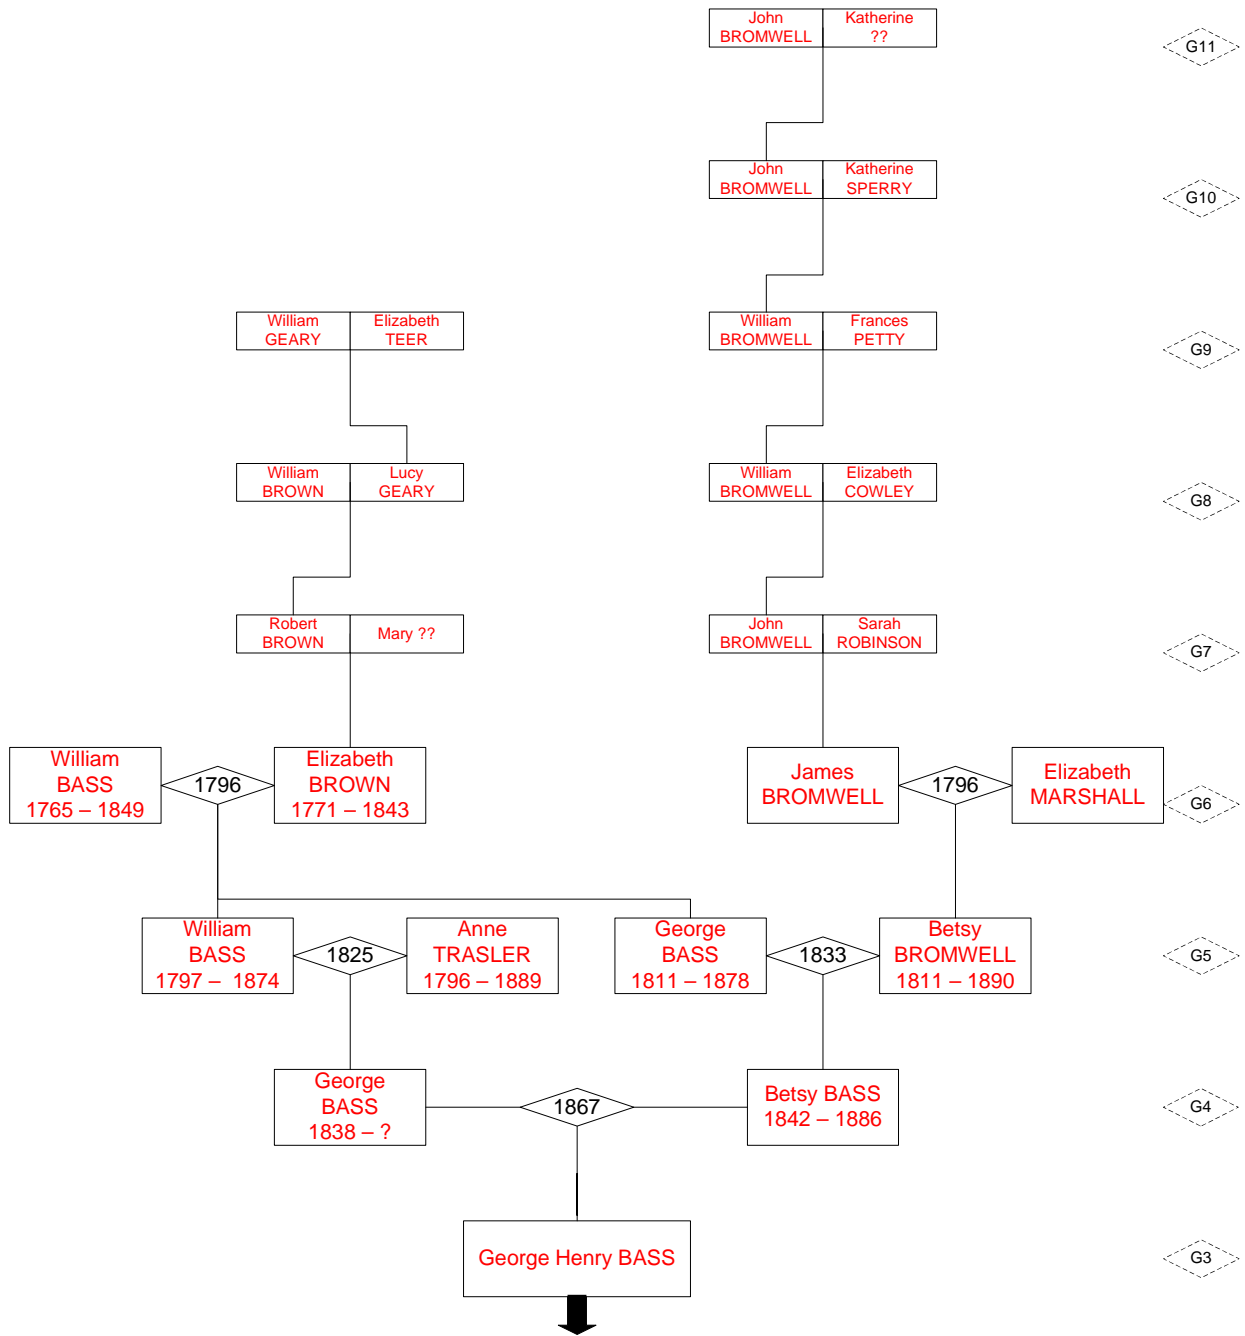 John
BROMWELL
Katherine
??
G11
John
BROMWELL
Katherine
SPERRY
G10
William
GEARY
Elizabeth
TEER
William
BROMWELL
Frances
PETTY
G9
William
BROWN
Lucy
GEARY
William
BROMWELL
Elizabeth
COWLEY
G8
Robert
BROWN
Mary ??
John
BROMWELL
Sarah
ROBINSON
G7
William
BASS
1765 – 1849
1796
Elizabeth
BROWN
1771 – 1843
James
BROMWELL
1796
Elizabeth
MARSHALL
G6
William
BASS
1797 – 1874
1825
Anne
TRASLER
1796 – 1889
George
BASS
1811 – 1878
1833
Betsy
BROMWELL
1811 – 1890
G5
George
BASS
1838 – ?
1867
Betsy BASS
1842 – 1886
G4
George Henry BASS
G3